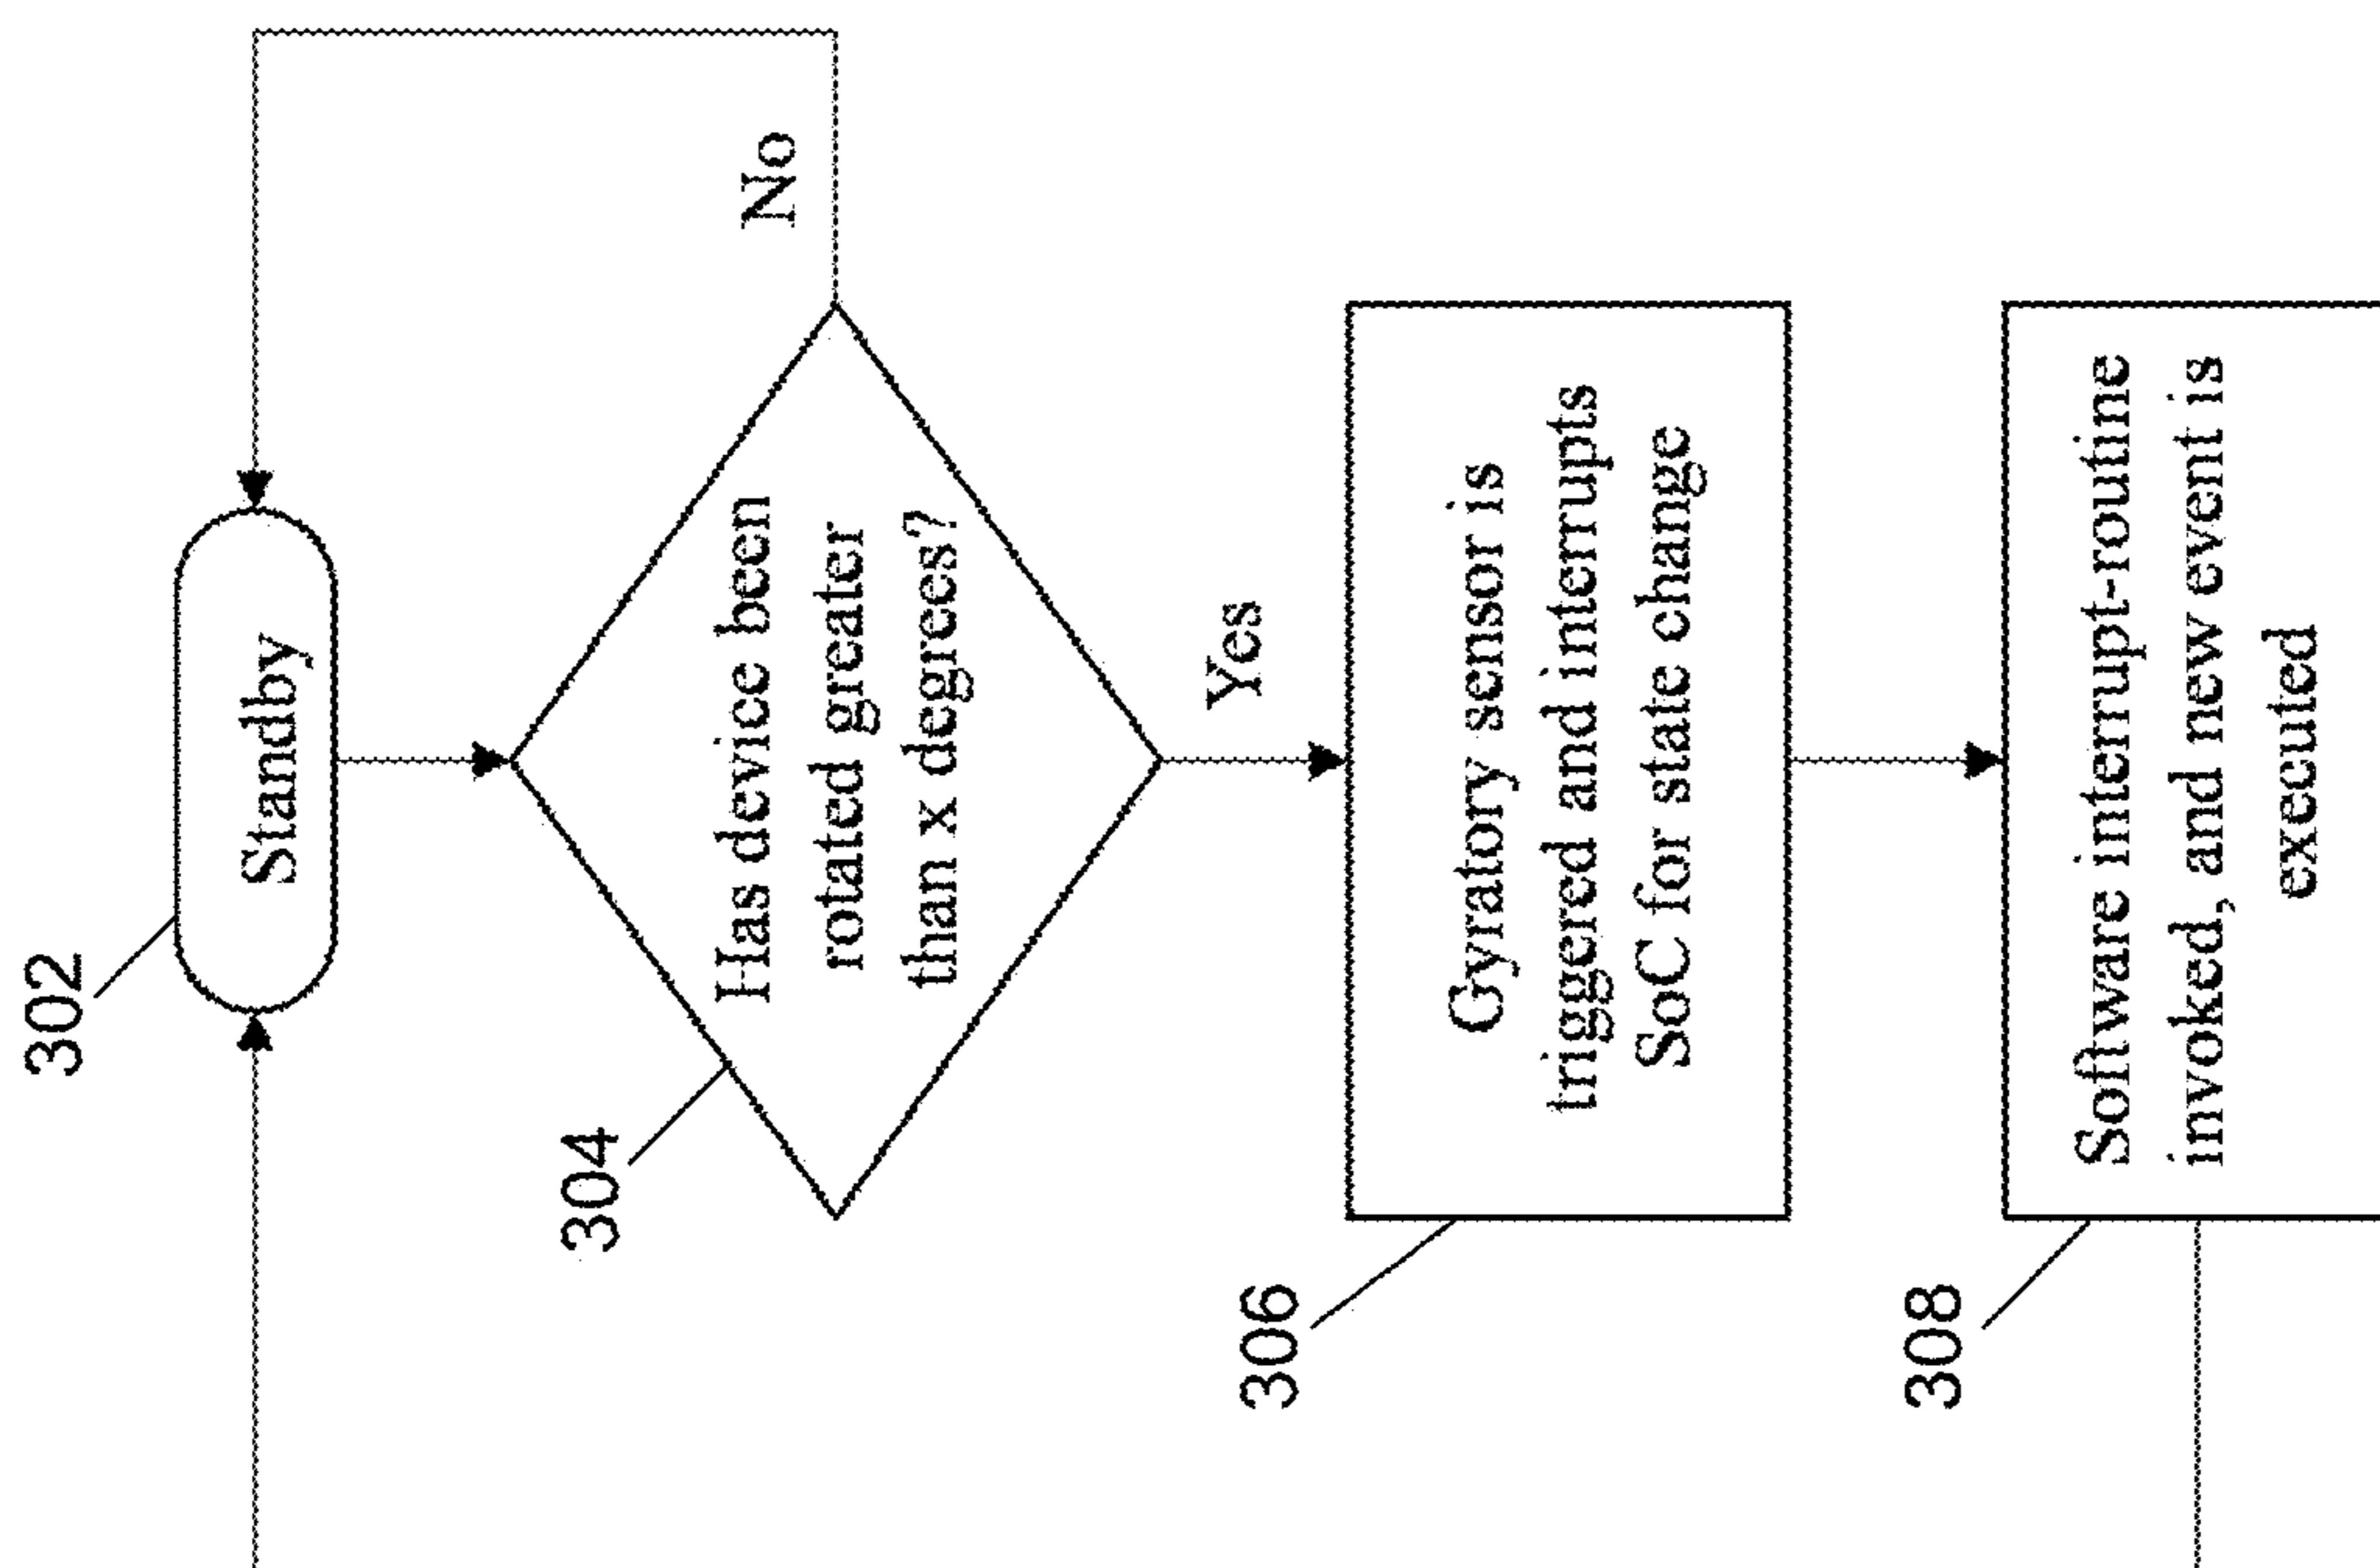 302
Standby
304
Has device been
rotated greater
than x degrees?
No
Yes
306
Gyratory sensor is
triggered and interrupts
SoC for state change
308
Software interrupt-routine
invoked, and new event is
executed